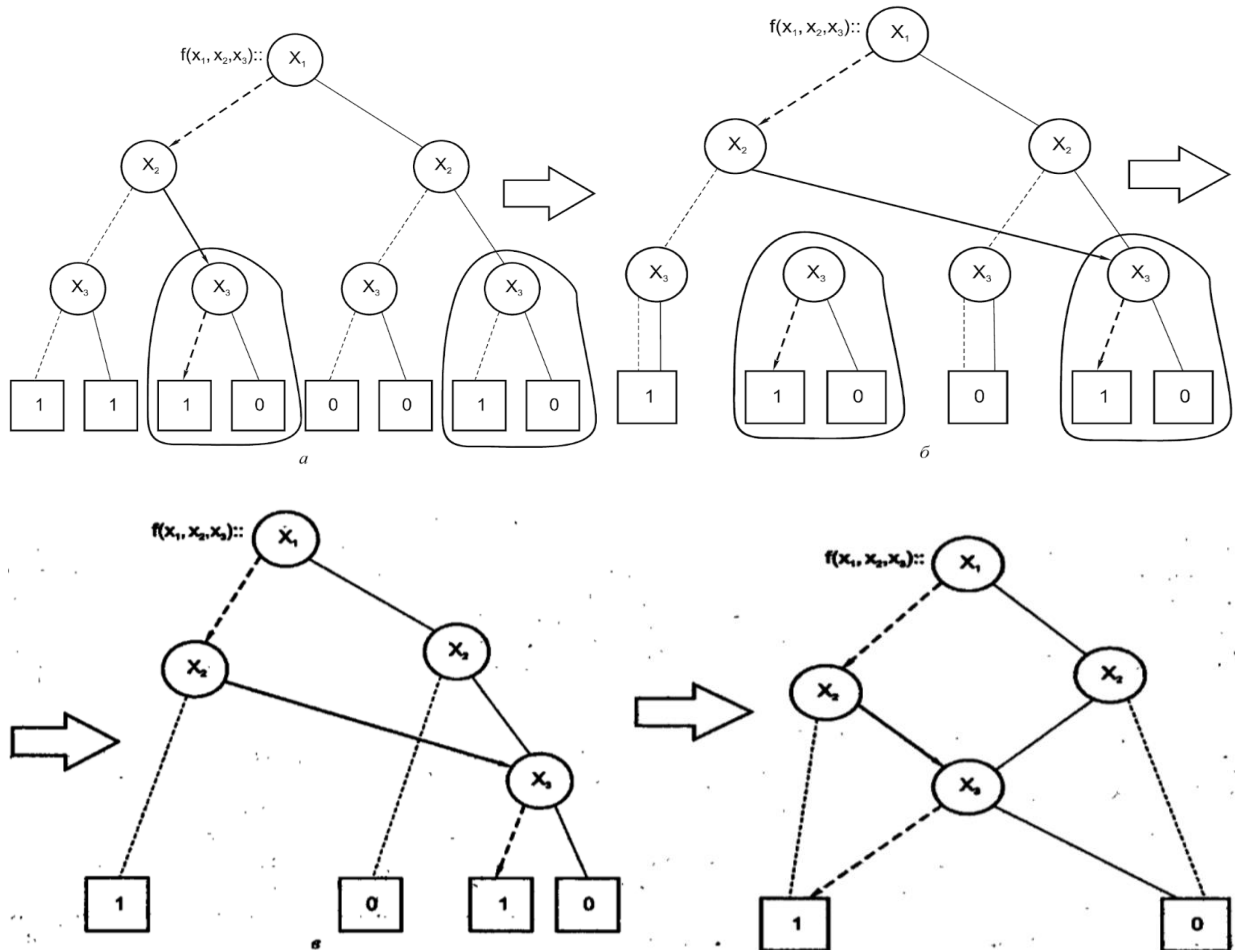 f(x₁, x₂,x₃):: X₁
X₂ X₂
X₃ X₃ X₃ X₃
1 1 1 0 0 0 1 0
а
f(x₁, x₂,x₃):: X₁
X₂ X₂
X₃ X₃ X₃ X₃
1 1 0 0 1 0
б
f(x₁, x₂,x₃):: X₁
X₂ X₂
X₃
1 0 1 0
в
f(x₁, x₂,x₃):: X₁
X₂ X₂
X₃
1 0